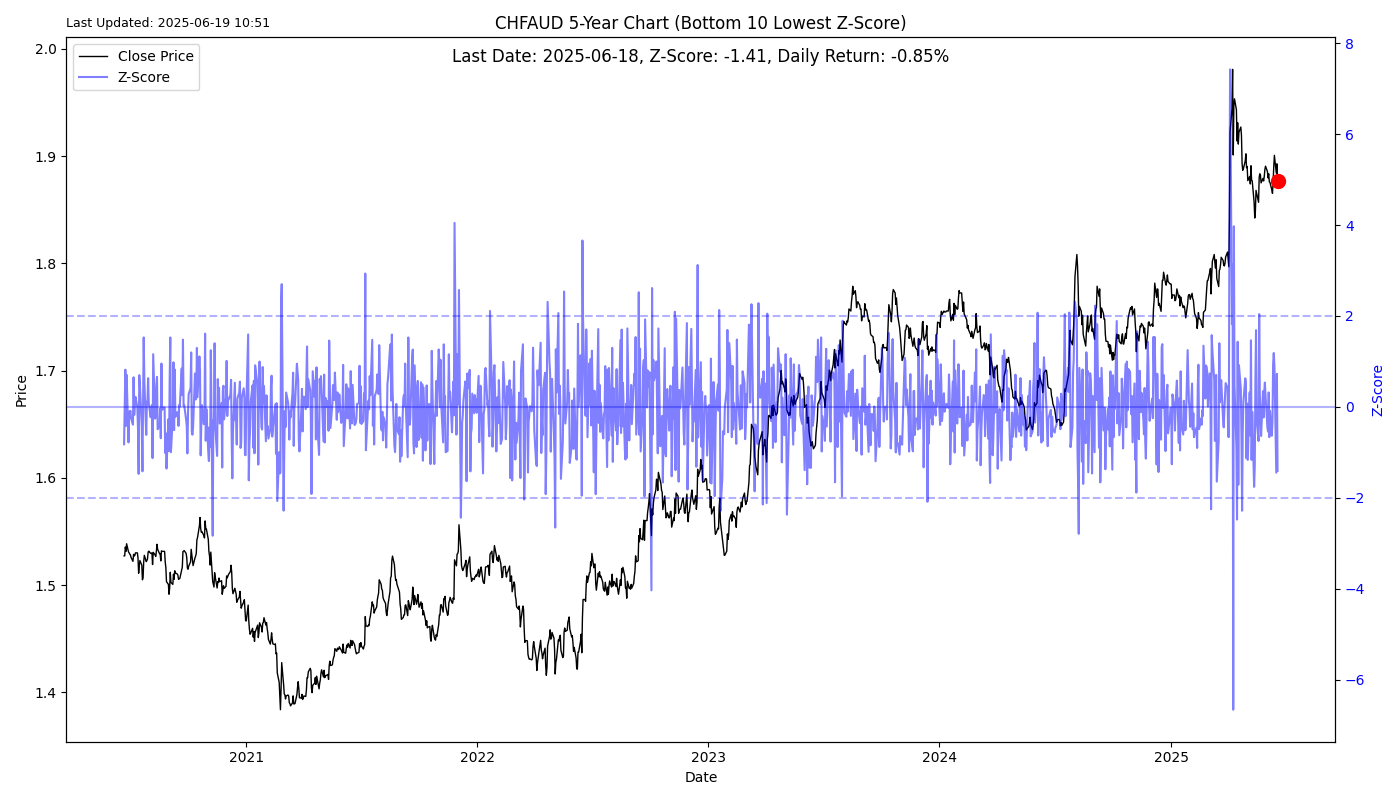 Last Updated: 2025-06-19 10:51
CHFAUD 5-Year Chart (Bottom 10 Lowest Z-Score)
Last Date: 2025-06-18, Z-Score: -1.41, Daily Return: -0.85%
Close Price
Z-Score
Price
2.0
1.9
1.8
1.7
1.6
1.5
1.4
8
6
4
2
0
−2
−4
−6
Z-Score
2021
2022
2023
2024
2025
Date